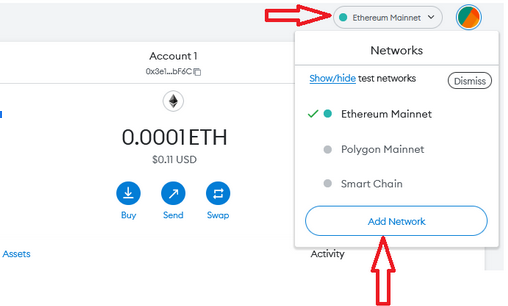 Ethereum Mainnet
Account 1
0x3e1...bF6C
0.0001 ETH
$0.11 USD
Buy
Send
Swap
Assets
Activity
Networks
Show/hide test networks
Dismiss
Ethereum Mainnet
Polygon Mainnet
Smart Chain
Add Network